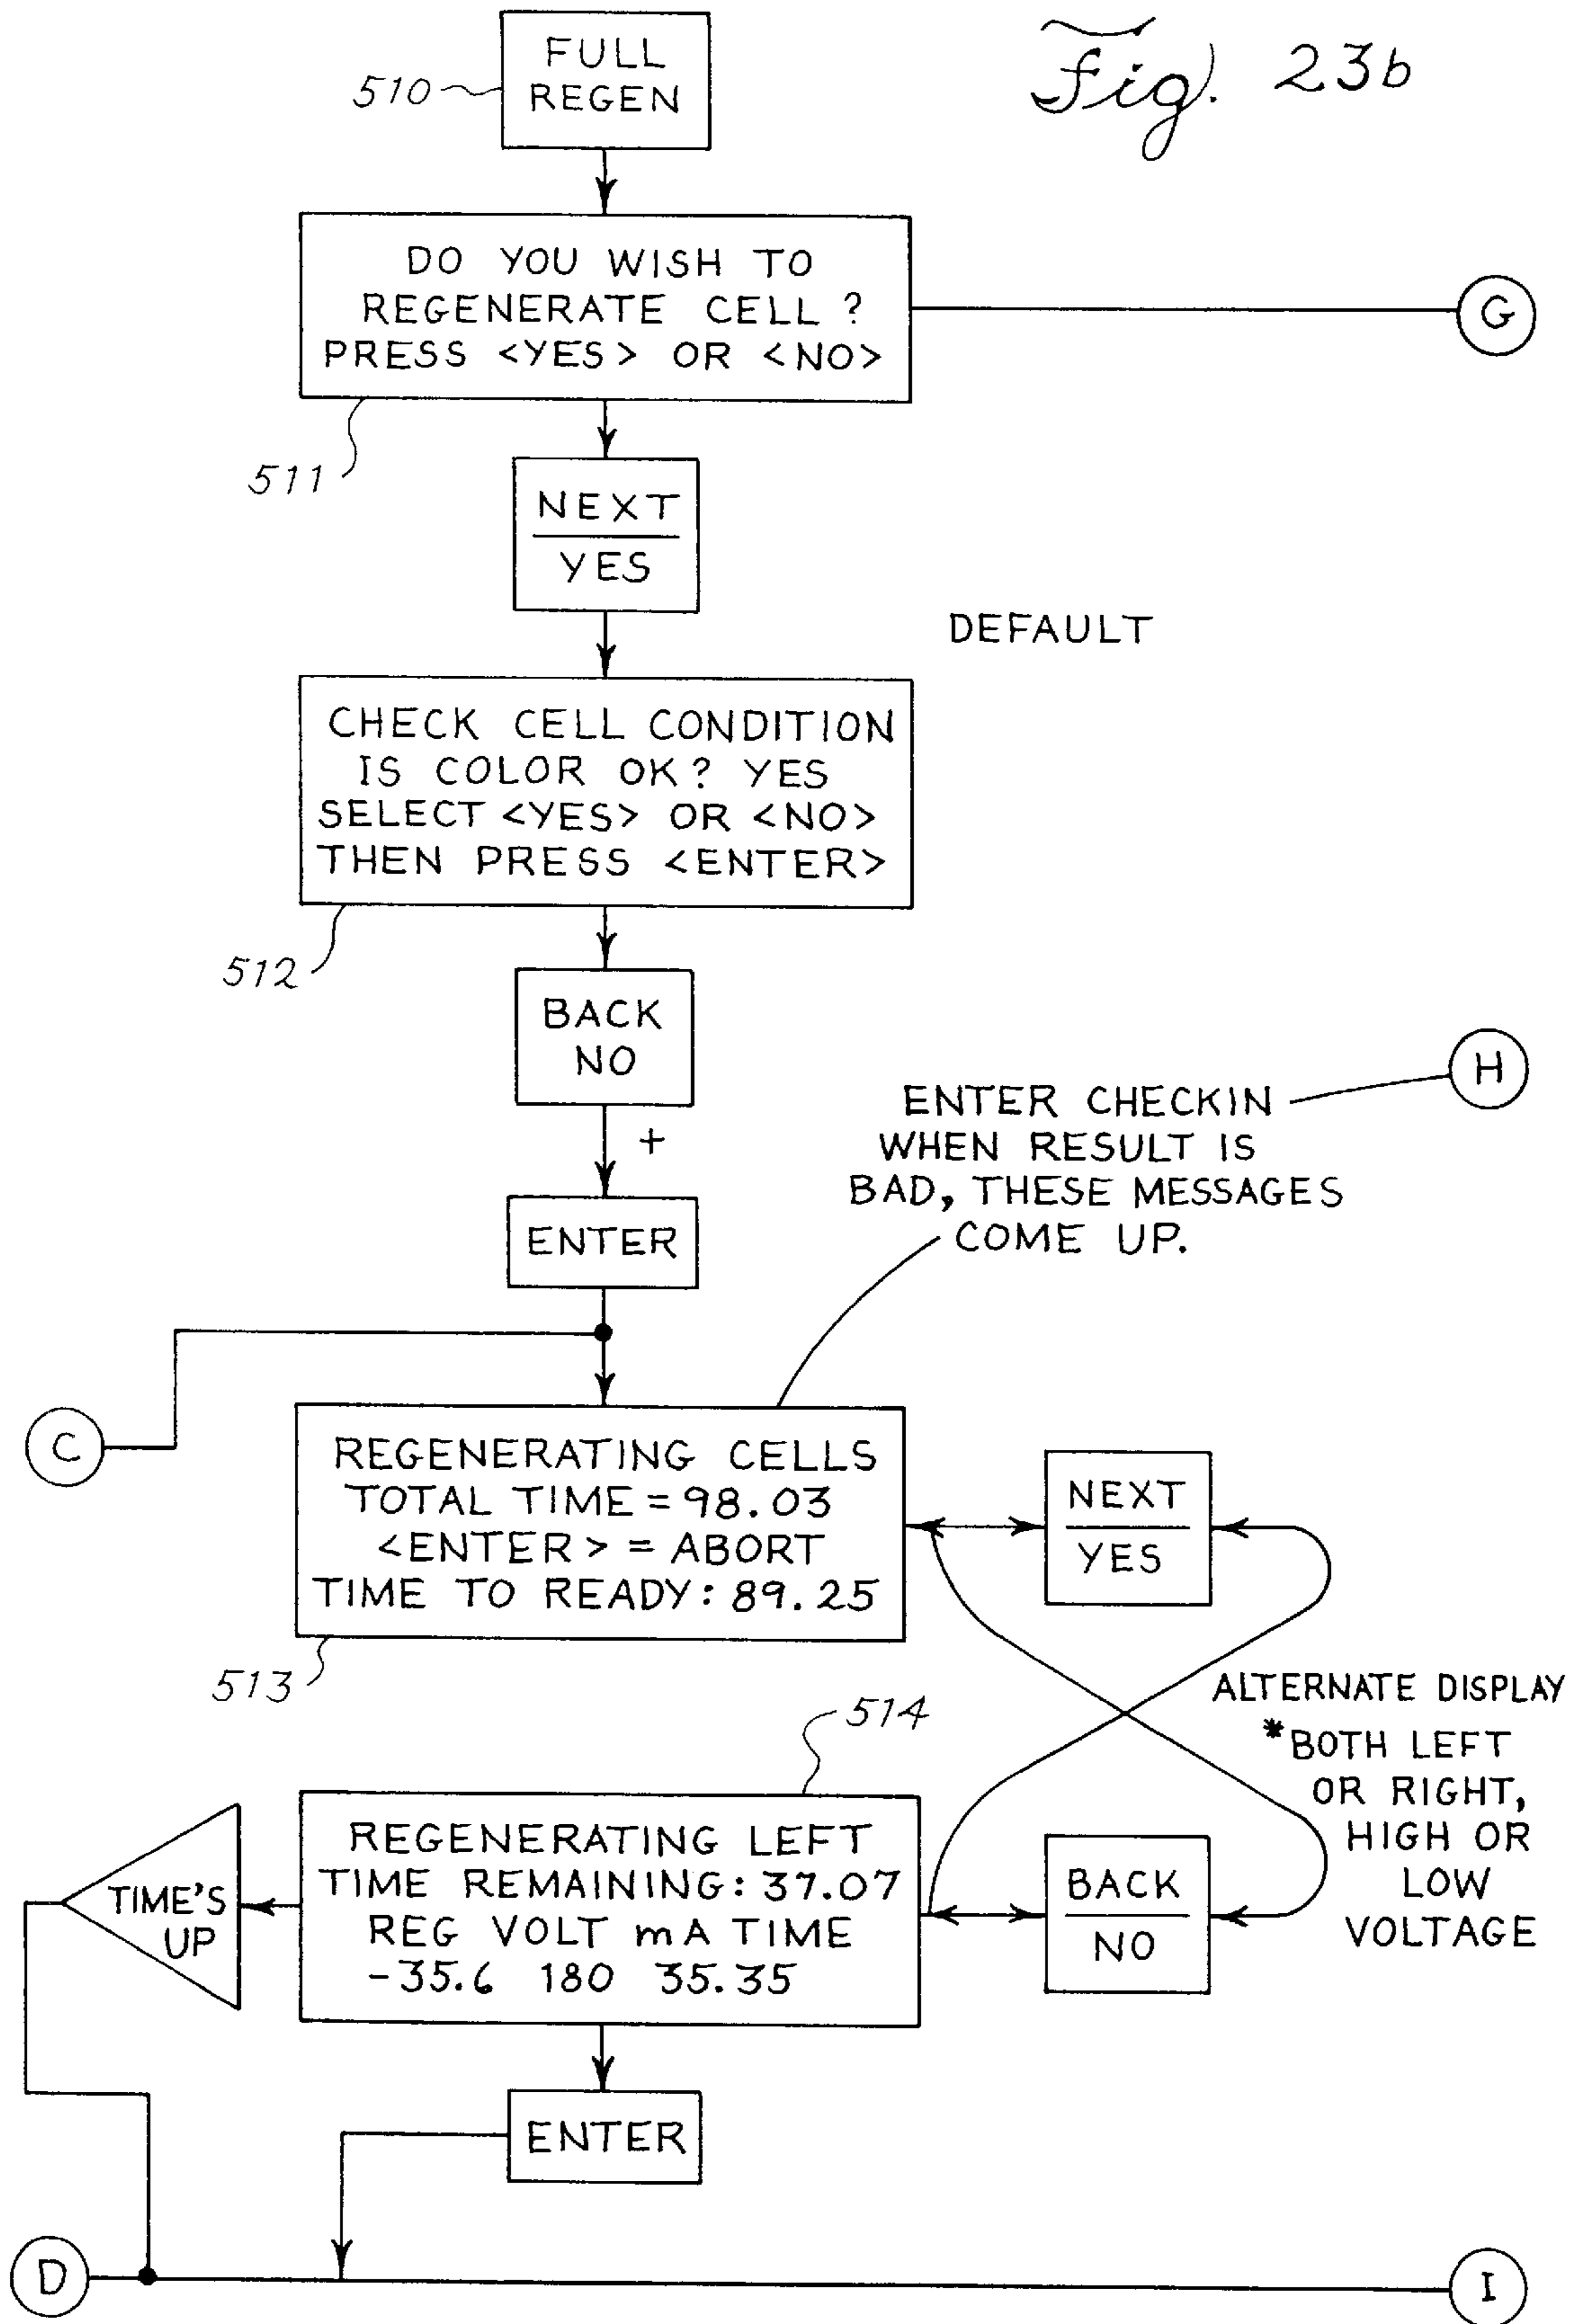 Fig. 23b
FULL
REGEN
510
DO YOU WISH TO
REGENERATE CELL ?
PRESS <YES> OR <NO>
G
511
NEXT
YES
DEFAULT
CHECK CELL CONDITION
IS COLOR OK? YES
SELECT <YES> OR <NO>
THEN PRESS <ENTER>
512
BACK
NO
+
ENTER
H
ENTER CHECKIN
WHEN RESULT IS
BAD, THESE MESSAGES
COME UP.
C
REGENERATING CELLS
TOTAL TIME = 98.03
<ENTER> = ABORT
TIME TO READY: 89.25
513
NEXT
YES
ALTERNATE DISPLAY
*BOTH LEFT
OR RIGHT,
HIGH OR
LOW
VOLTAGE
514
REGENERATING LEFT
TIME REMAINING: 37.07
REG VOLT mA TIME
-35.6 180 35.35
TIME'S
UP
BACK
NO
ENTER
D
I